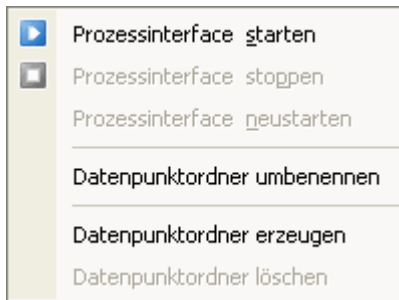 Prozessinterface starten
Prozessinterface stoppen
Prozessinterface neustarten
Datenpunktordner umbenennen
Datenpunktordner erzeugen
Datenpunktordner löschen